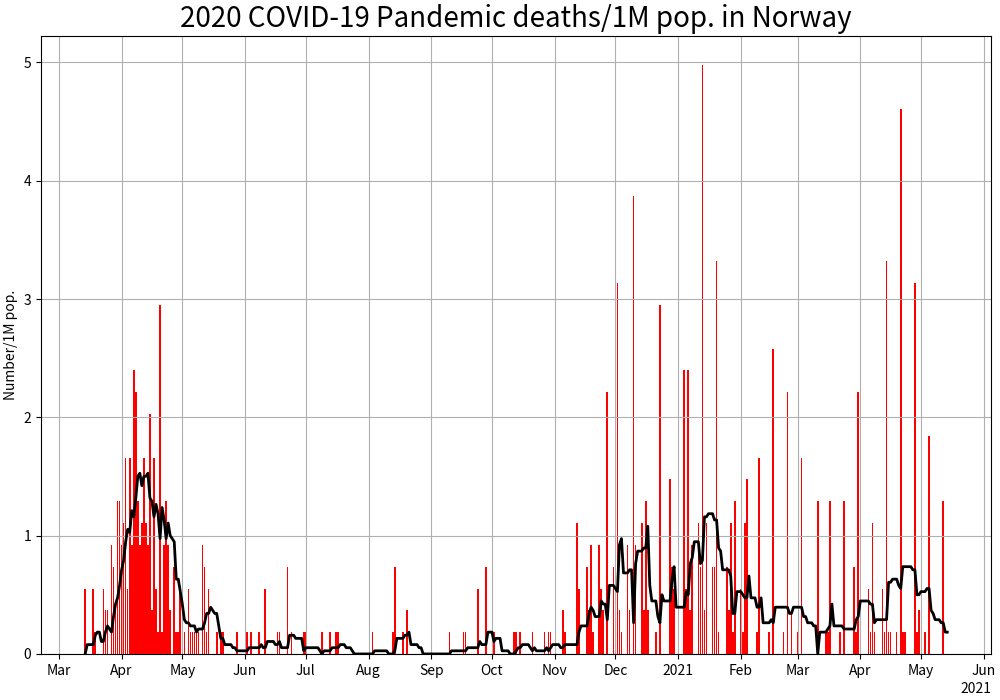 2020 COVID-19 Pandemic deaths/1M pop. in Norway
Number/1M pop.
5
4
3
2
1
0
Mar Apr May Jun Jul Aug Sep Oct Nov Dec 2021 Feb Mar Apr May Jun
2021